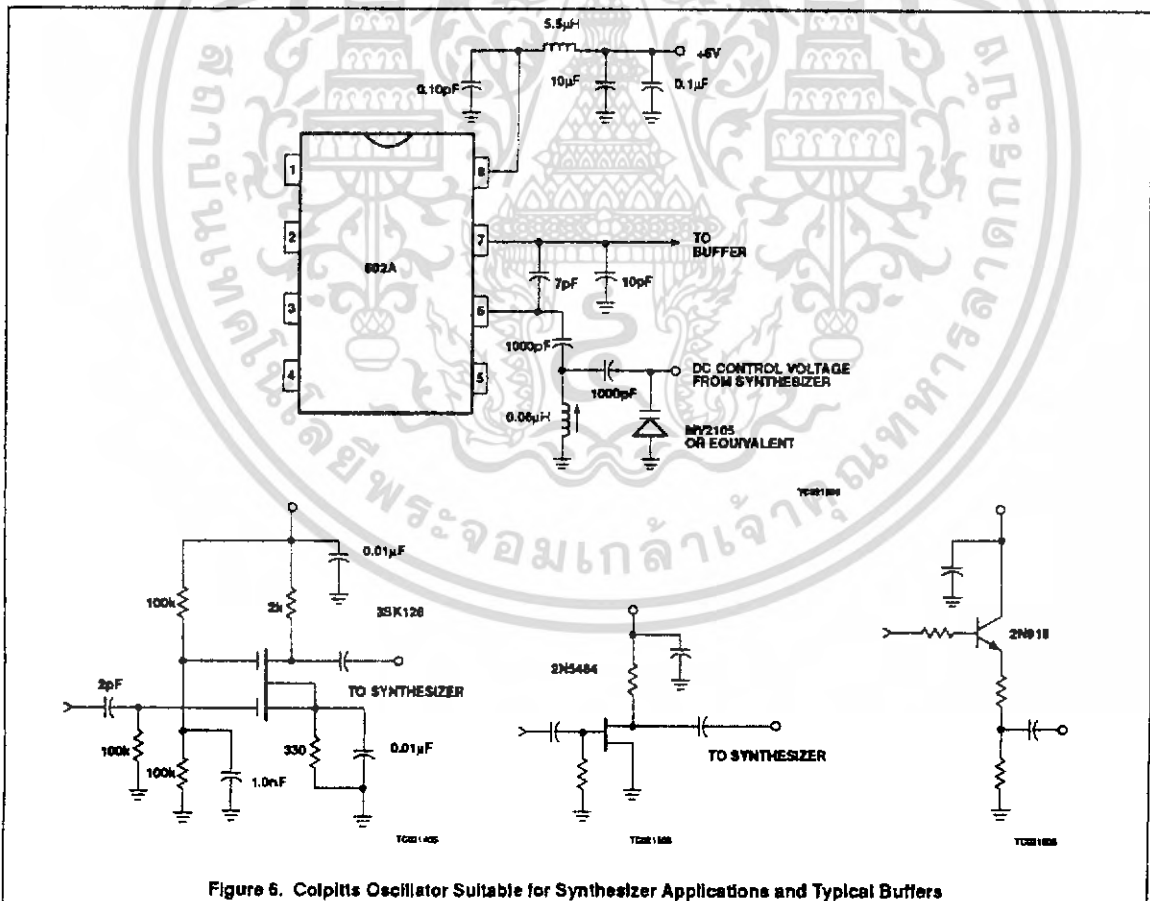 5.5μH
+6V
0.10pF
10μF
0.1μF
1
8
2
7
TO
BUFFER
602A
7pF
10pF
3
6
1000pF
4
5
DC CONTROL VOLTAGE
FROM SYNTHESIZER
1000pF
0.06μH
MV2105
OR EQUIVALENT
0.01μF
100k
2k
3SK126
2N918
2N5484
2pF
TO SYNTHESIZER
100k
330
0.01μF
TO SYNTHESIZER
100k
1.0nF
Figure 6. Colpitts Oscillator Suitable for Synthesizer Applications and Typical Buffers